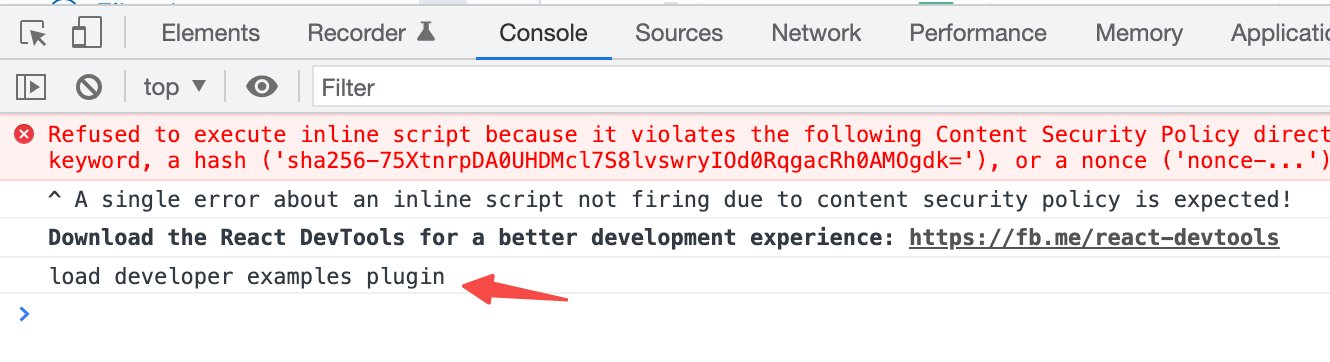 Elements Recorder Console Sources Network Performance Memory
top Filter
Refused to execute inline script because it violates the following Content Security Policy
keyword, a hash ('sha256-75XtnrpDA0UHDMcl7S8lvswryIOd0RqgacRh0AMOgdk='), or a nonce ('nonce-...')
^ A single error about an inline script not firing due to content security policy is expected!
Download the React DevTools for a better development experience: https://fb.me/react-devtools
load developer examples plugin